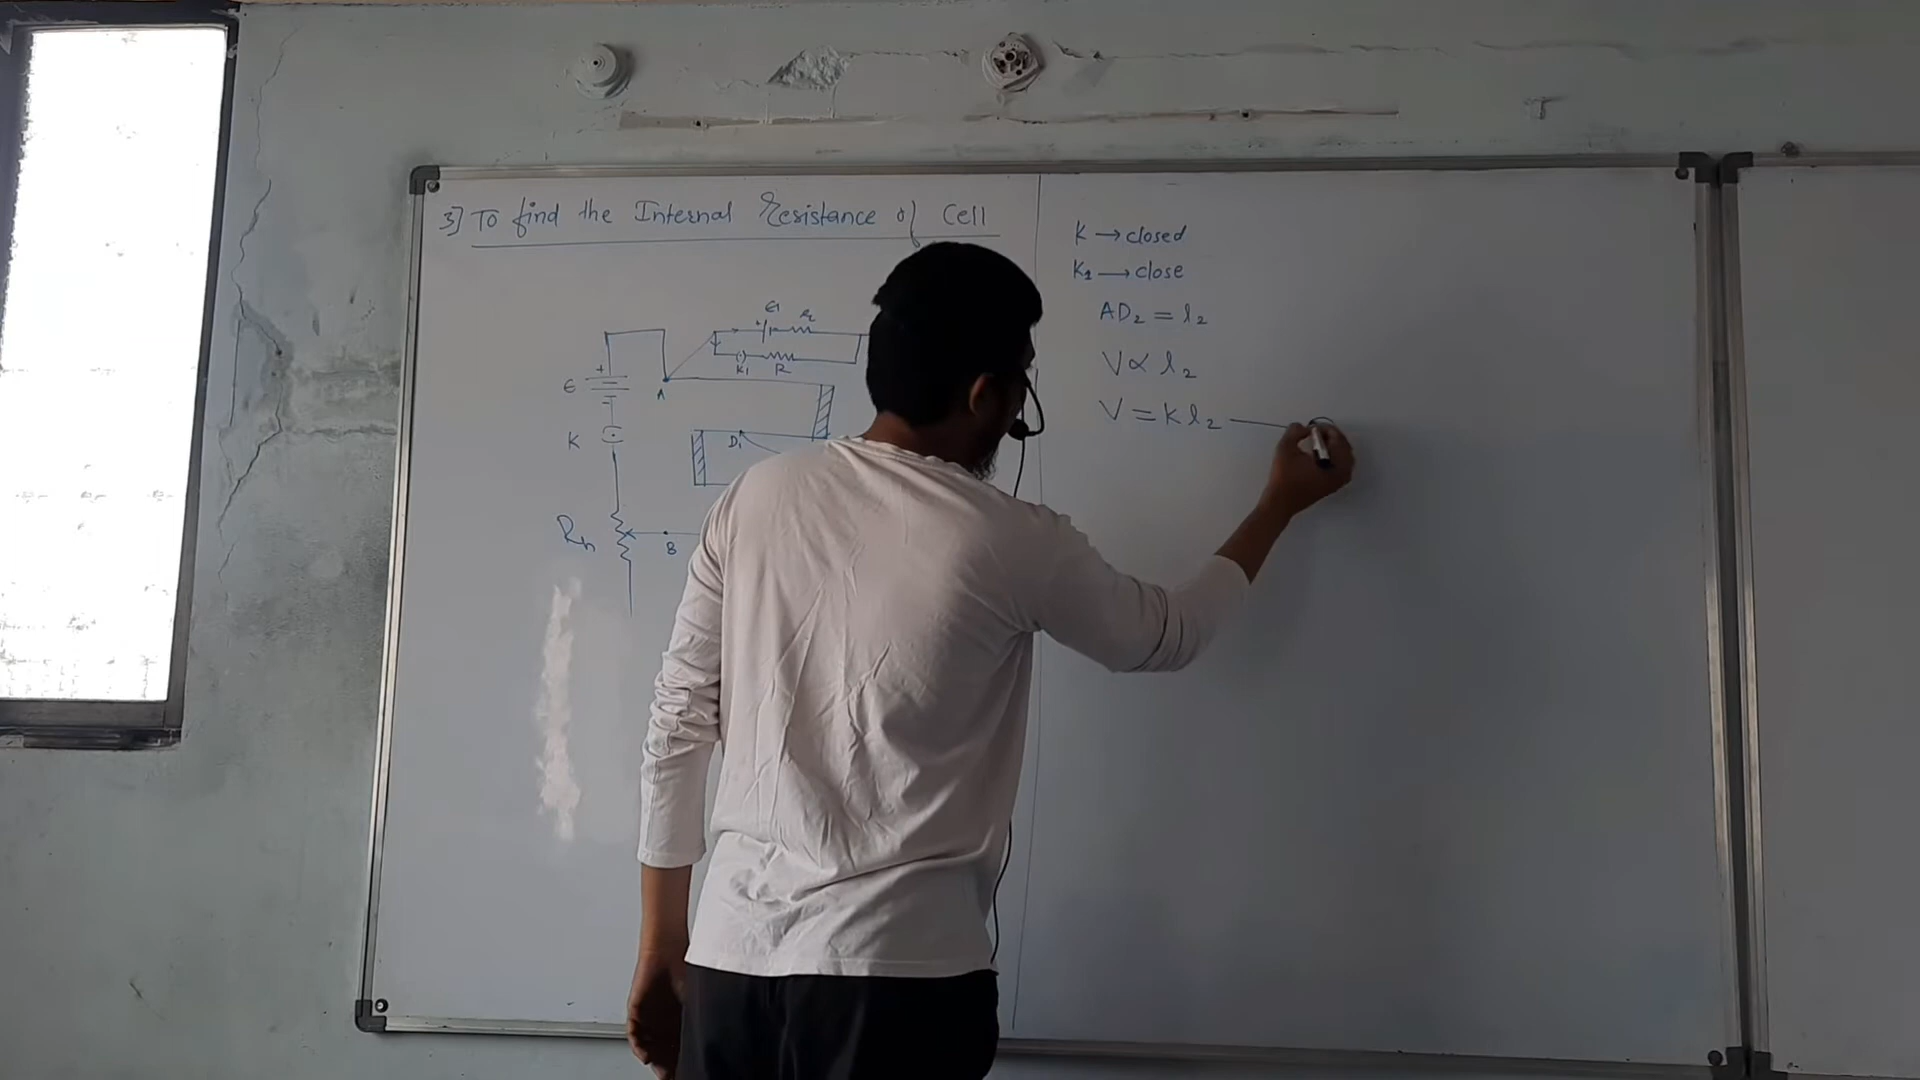 3] To find the Internal Resistance of Cell
E1
+
K1
R
+
E
A
K
D1
Rh
B
K → closed
K1 → close
AD2 = l2
V ∝ l2
V = K l2